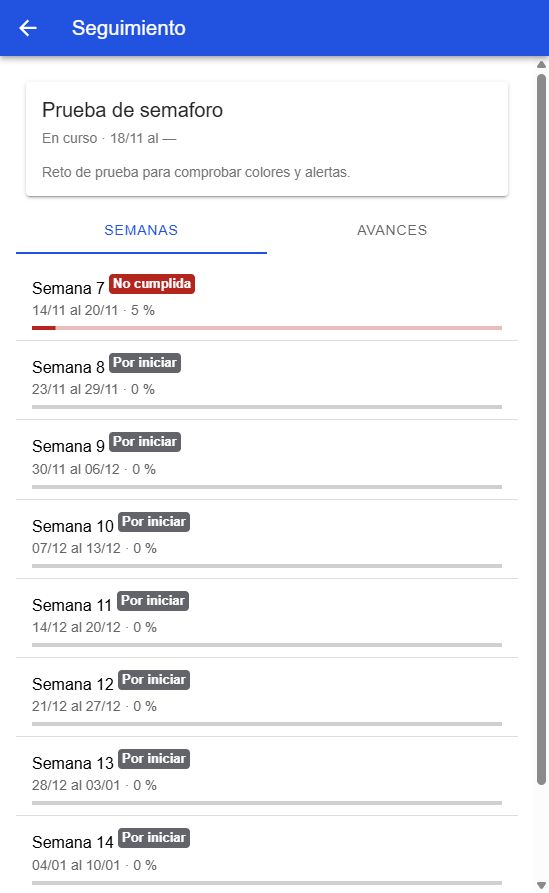 Seguimiento
Prueba de semaforo
En curso · 18/11 al —
Reto de prueba para comprobar colores y alertas.
SEMANAS AVANCES
Semana 7 No cumplida
14/11 al 20/11 · 5 %
Semana 8 Por iniciar
23/11 al 29/11 · 0 %
Semana 9 Por iniciar
30/11 al 06/12 · 0 %
Semana 10 Por iniciar
07/12 al 13/12 · 0 %
Semana 11 Por iniciar
14/12 al 20/12 · 0 %
Semana 12 Por iniciar
21/12 al 27/12 · 0 %
Semana 13 Por iniciar
28/12 al 03/01 · 0 %
Semana 14 Por iniciar
04/01 al 10/01 · 0 %